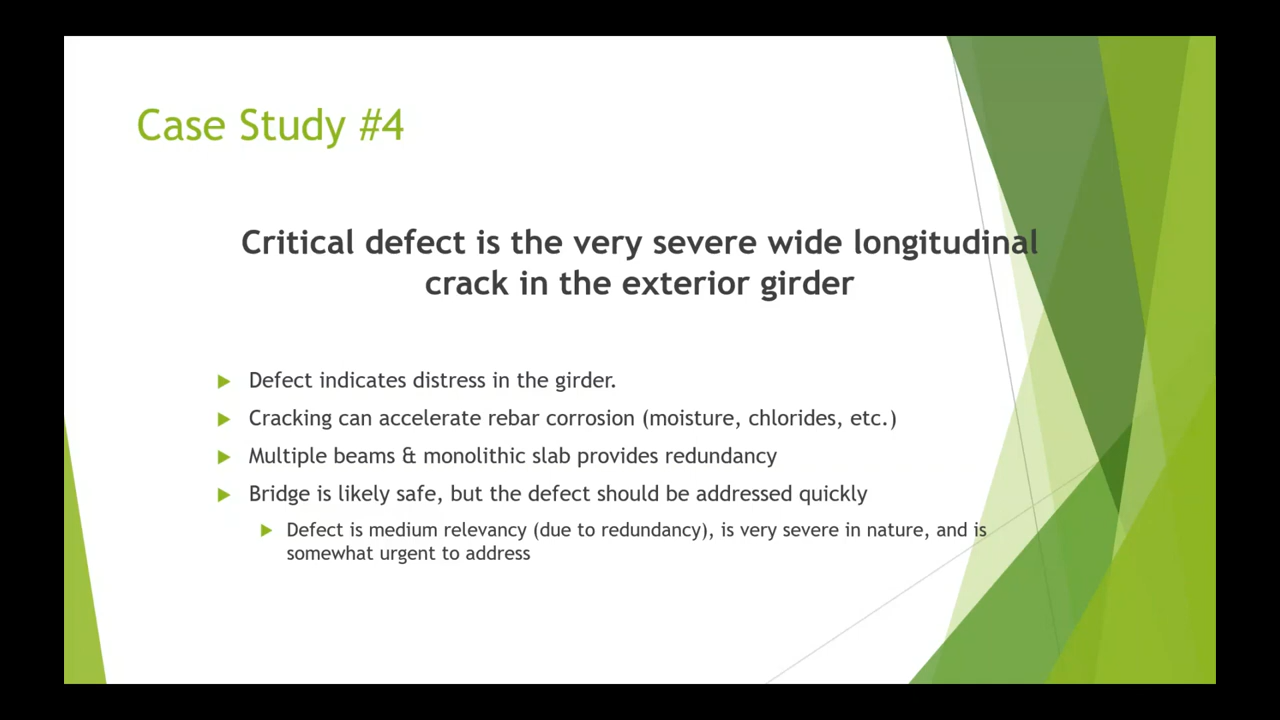 Case Study #4
Critical defect is the very severe wide longitudinal
crack in the exterior girder
Defect indicates distress in the girder.
Cracking can accelerate rebar corrosion (moisture, chlorides, etc.)
Multiple beams & monolithic slab provides redundancy
Bridge is likely safe, but the defect should be addressed quickly
Defect is medium relevancy (due to redundancy), is very severe in nature, and is
somewhat urgent to address